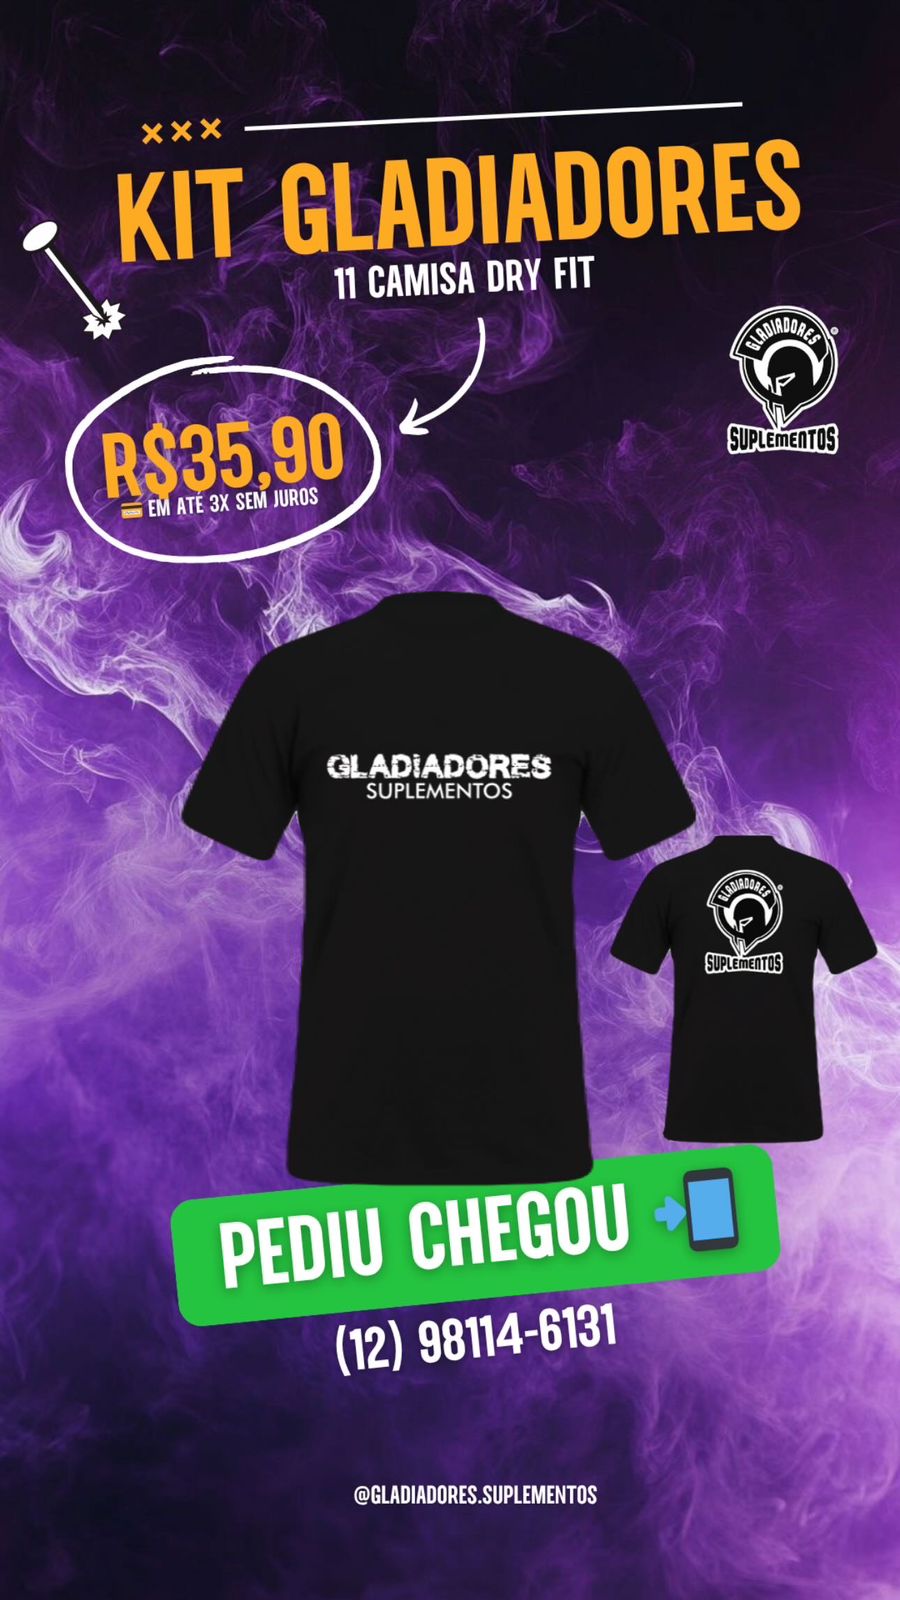 KIT GLADIADORES
11 CAMISA DRY FIT
GLADIADORES
SUPLEMENTOS
R$35,90
EM ATÉ 3X SEM JUROS
GLADIADORES
SUPLEMENTOS
GLADIADORES
SUPLEMENTOS
PEDIU CHEGOU
(12) 98114-6131
@GLADIADORES.SUPLEMENTOS